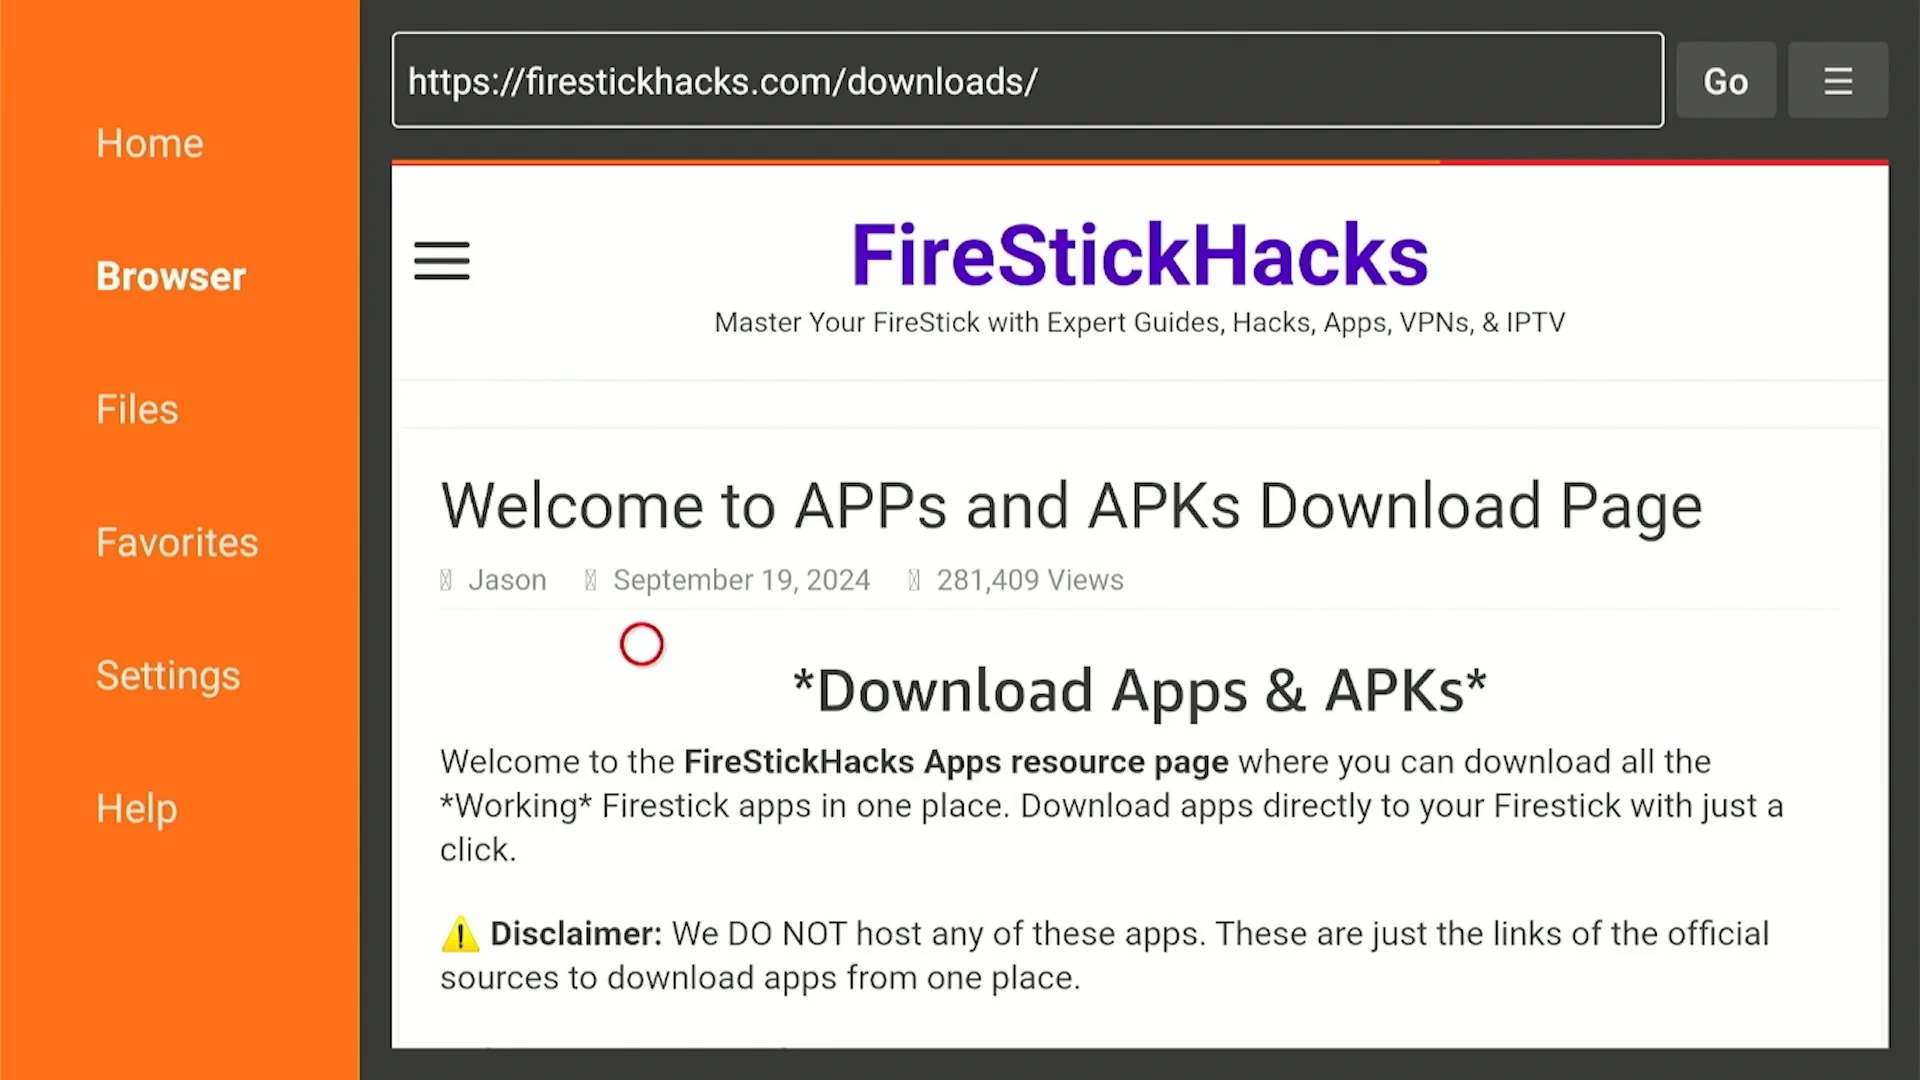 Home
Browser
Files
Favorites
Settings
Help
https://firestickhacks.com/downloads/
Go
FireStickHacks
Master Your FireStick with Expert Guides, Hacks, Apps, VPNs, & IPTV
Welcome to APPs and APKs Download Page
Jason September 19, 2024 281,409 Views
*Download Apps & APKs*
Welcome to the FireStickHacks Apps resource page where you can download all the
*Working* Firestick apps in one place. Download apps directly to your Firestick with just a
click.
⚠️ Disclaimer: We DO NOT host any of these apps. These are just the links of the official
sources to download apps from one place.